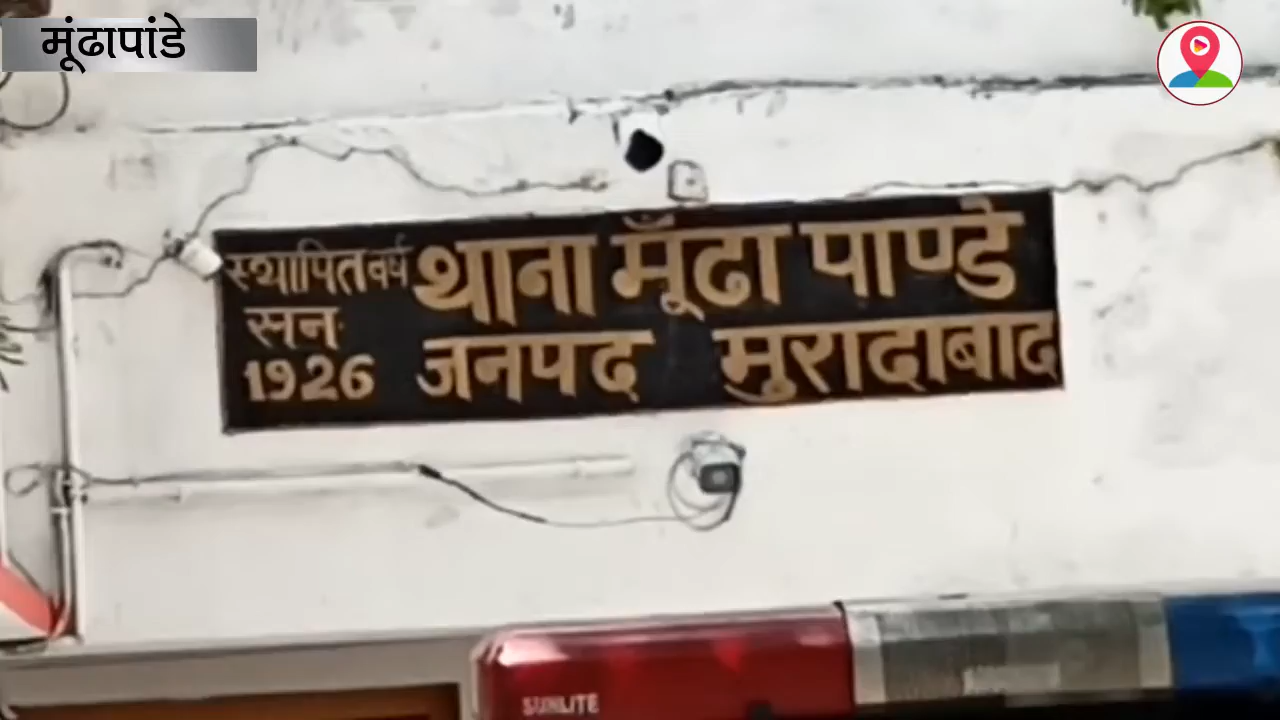 मूंढापांडे
स्थापित वर्ष
सन
1926
थाना मूँढा पाण्डे
जनपद मुरादाबाद
SUNLITE